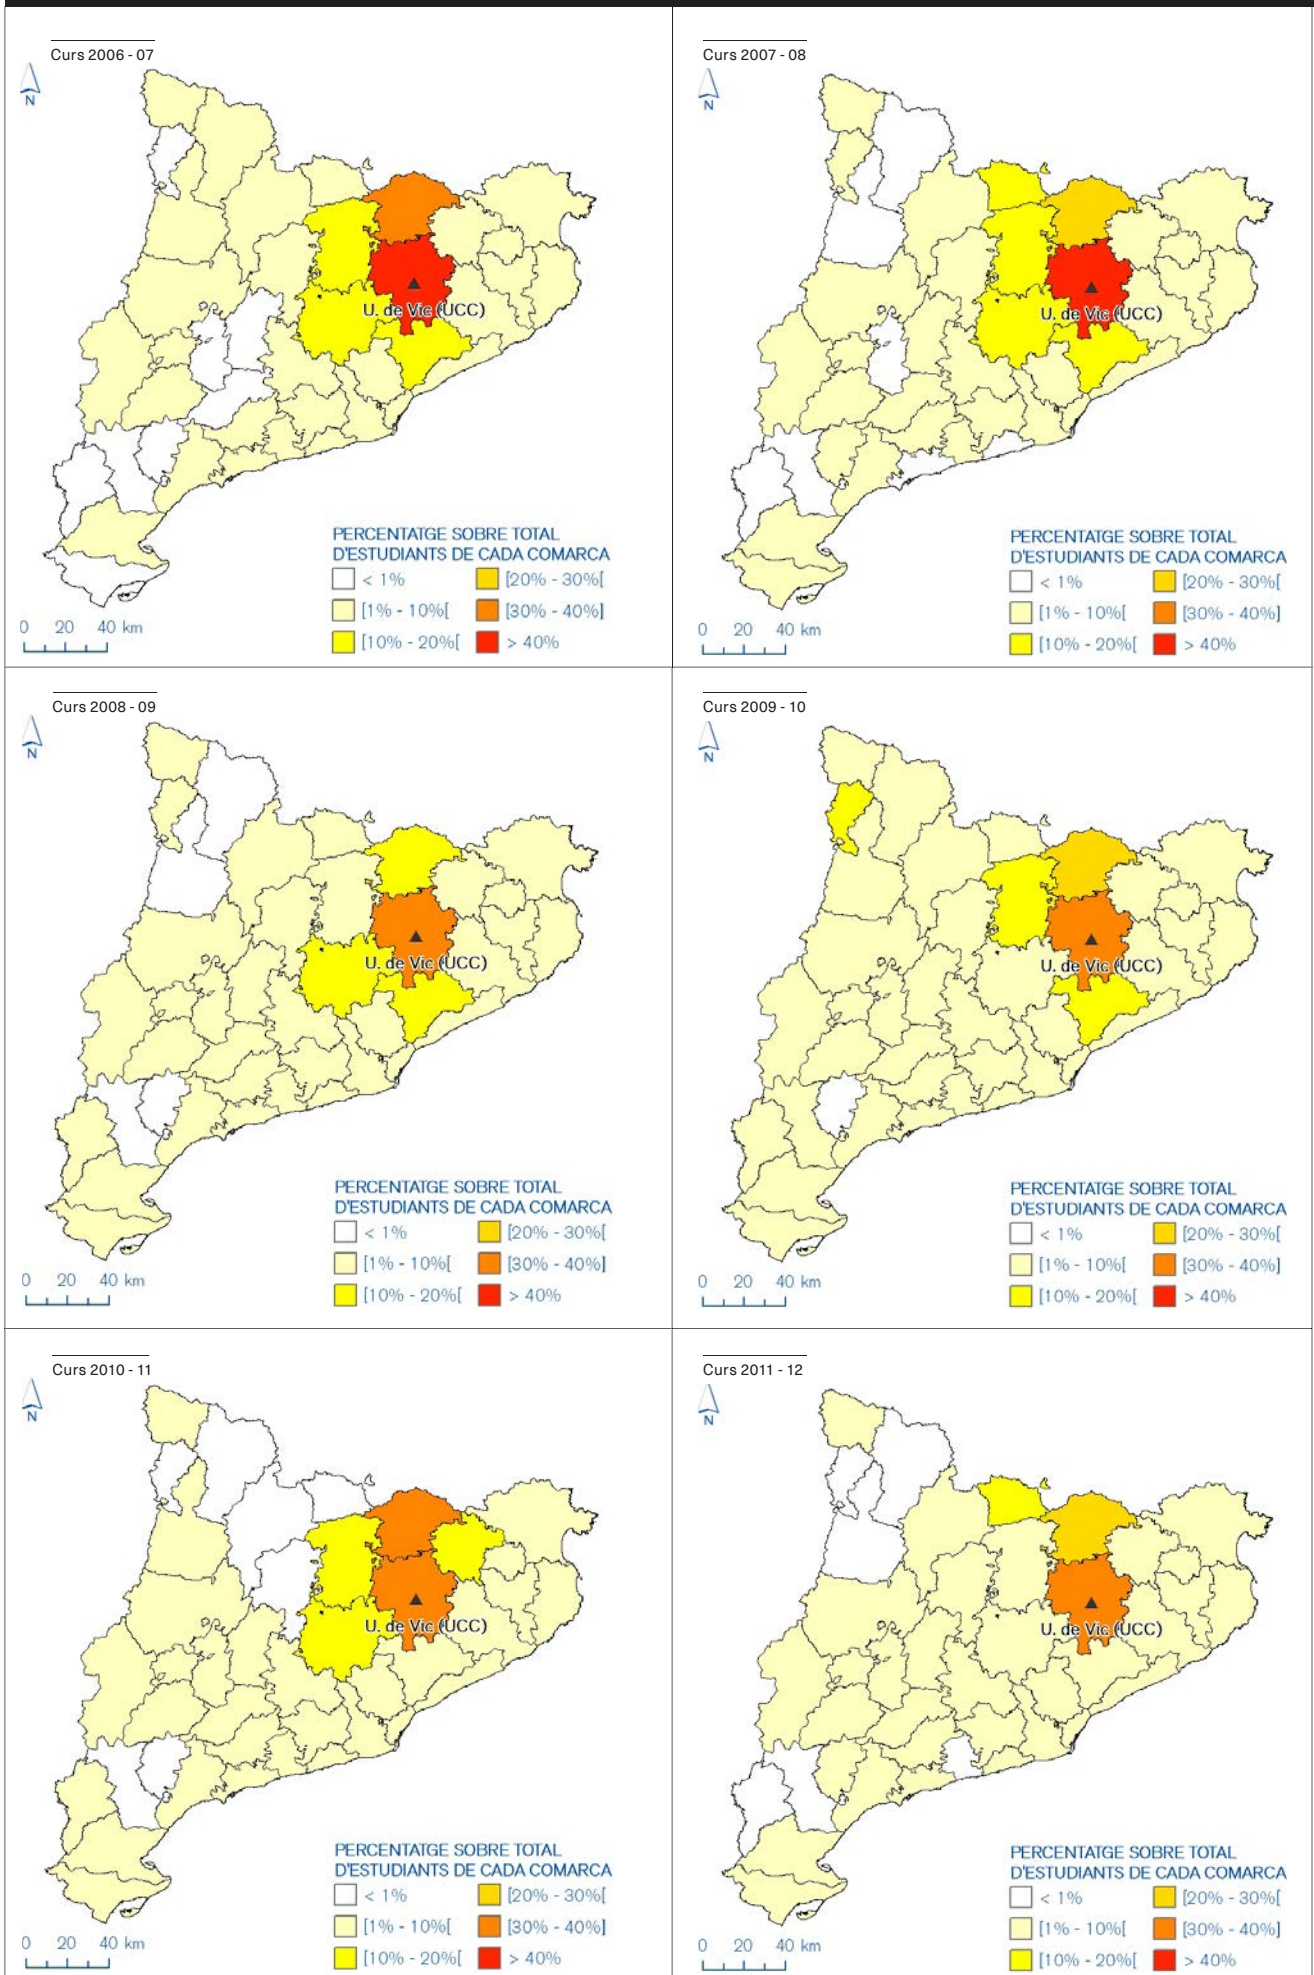 Curs 2006 - 07
N
U. de Vic (UCC)
PERCENTATGE SOBRE TOTAL
D'ESTUDIANTS DE CADA COMARCA
< 1% [20% - 30%[
[1% - 10%[ [30% - 40%]
[10% - 20%[ > 40%
0 20 40 km
Curs 2007 - 08
N
U. de Vic (UCC)
PERCENTATGE SOBRE TOTAL
D'ESTUDIANTS DE CADA COMARCA
< 1% [20% - 30%[
[1% - 10%[ [30% - 40%]
[10% - 20%[ > 40%
0 20 40 km
Curs 2008 - 09
N
U. de Vic (UCC)
PERCENTATGE SOBRE TOTAL
D'ESTUDIANTS DE CADA COMARCA
< 1% [20% - 30%[
[1% - 10%[ [30% - 40%]
[10% - 20%[ > 40%
0 20 40 km
Curs 2009 - 10
N
U. de Vic (UCC)
PERCENTATGE SOBRE TOTAL
D'ESTUDIANTS DE CADA COMARCA
< 1% [20% - 30%[
[1% - 10%[ [30% - 40%]
[10% - 20%[ > 40%
0 20 40 km
Curs 2010 - 11
N
U. de Vic (UCC)
PERCENTATGE SOBRE TOTAL
D'ESTUDIANTS DE CADA COMARCA
< 1% [20% - 30%[
[1% - 10%[ [30% - 40%]
[10% - 20%[ > 40%
0 20 40 km
Curs 2011 - 12
N
U. de Vic (UCC)
PERCENTATGE SOBRE TOTAL
D'ESTUDIANTS DE CADA COMARCA
< 1% [20% - 30%[
[1% - 10%[ [30% - 40%]
[10% - 20%[ > 40%
0 20 40 km